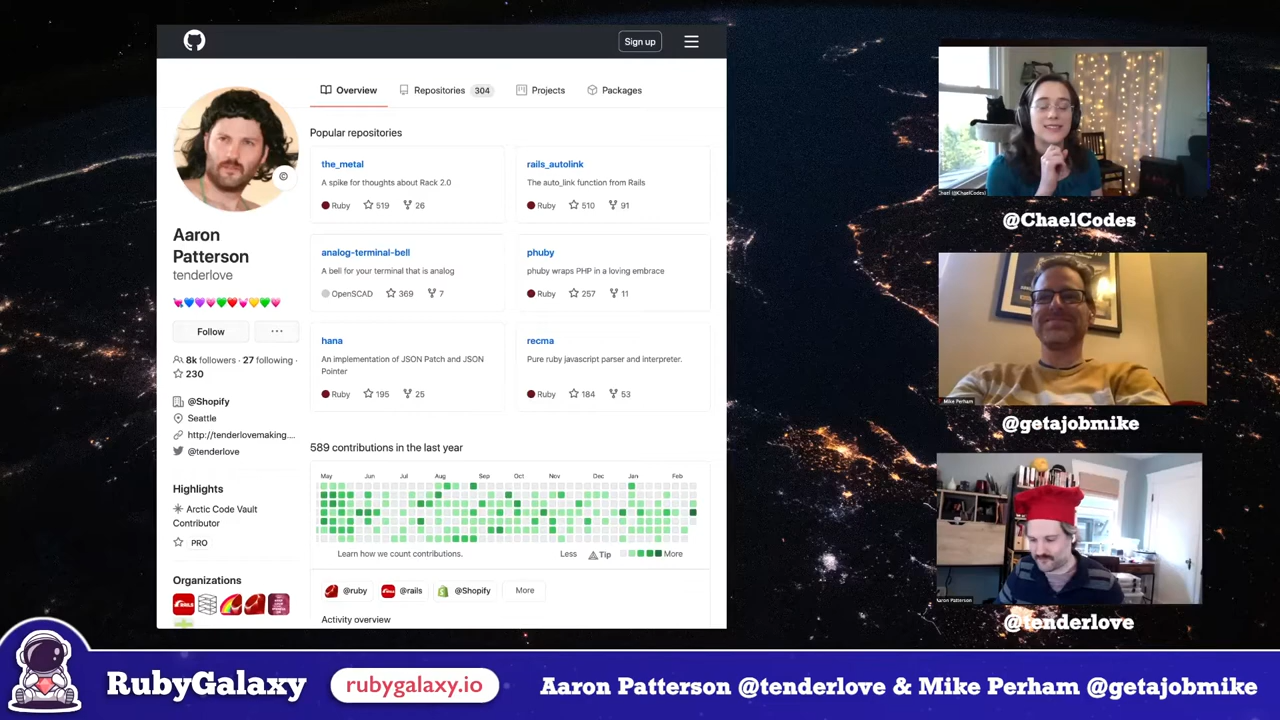 Sign up
Overview
Repositories 304
Projects
Packages
Popular repositories
the_metal
A spike for thoughts about Rack 2.0
Ruby 519 26
rails_autolink
The auto_link function from Rails
Ruby 510 91
analog-terminal-bell
A bell for your terminal that is analog
OpenSCAD 369 7
phuby
phuby wraps PHP in a loving embrace
Ruby 257 11
hana
An implementation of JSON Patch and JSON
Pointer
Ruby 195 25
recma
Pure ruby javascript parser and interpreter.
Ruby 184 53
©
Aaron
Patterson
tenderlove
Follow
...
8k followers · 27 following ·
230
@Shopify
Seattle
http://tenderlovemaking....
@tenderlove
Highlights
Arctic Code Vault
Contributor
PRO
Organizations
RAILS
589 contributions in the last year
May Jun Jul Aug Sep Oct Nov Dec Jan Feb
Learn how we count contributions.
Less Tip More
@ruby
@rails
@Shopify
More
Activity overview
Chael (@ChaelCodes)
@ChaelCodes
Mike Perham
@getajobmike
Aaron Patterson
@tenderlove
RubyGalaxy
rubygalaxy.io
Aaron Patterson @tenderlove & Mike Perham @getajobmike